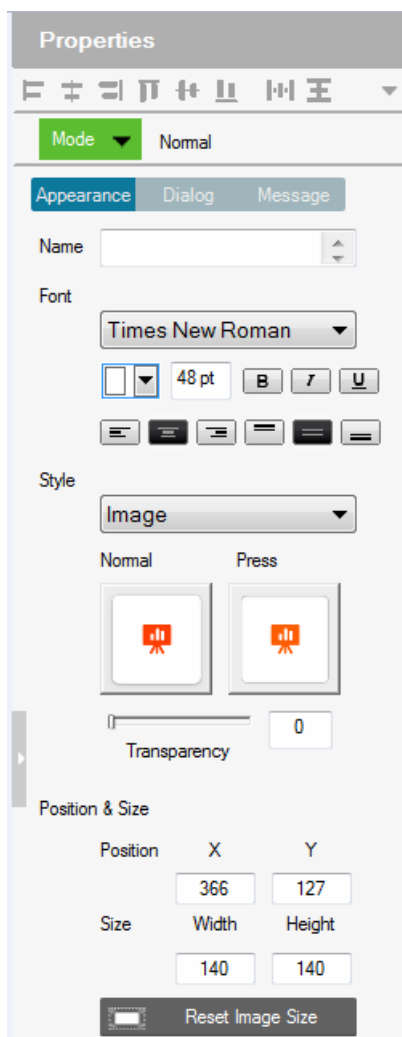 Properties
Mode Normal
Appearance Dialog Message
Name
Font
Times New Roman
48 pt B I U
Style
Image
Normal Press
0
Transparency
Position & Size
Position X Y
366 127
Size Width Height
140 140
Reset Image Size